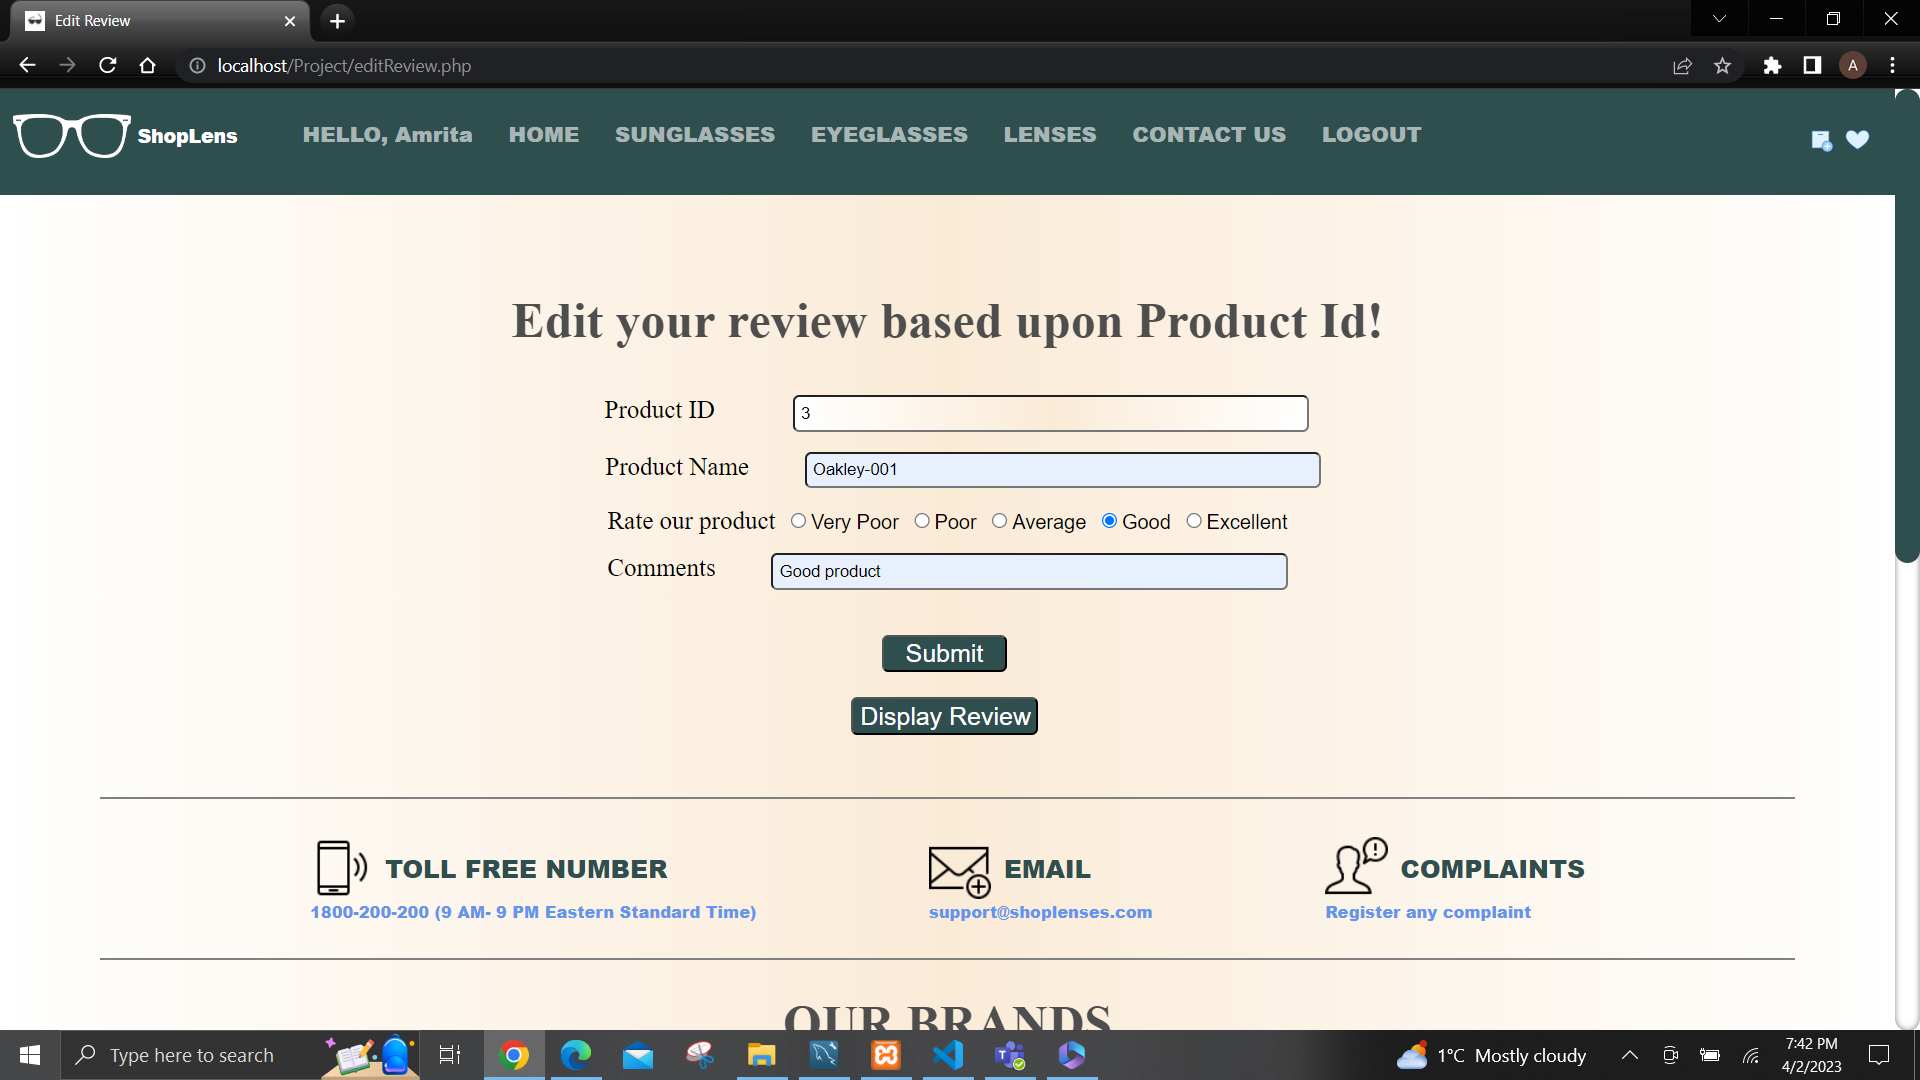 Edit Review
localhost/Project/editReview.php
A
ShopLens
HELLO, Amrita
HOME
SUNGLASSES
EYEGLASSES
LENSES
CONTACT US
LOGOUT
Edit your review based upon Product Id!
Product ID
3
Product Name
Oakley-001
Rate our product Very Poor Poor Average Good Excellent
Comments
Good product
Submit
Display Review
TOLL FREE NUMBER
1800-200-200 (9 AM- 9 PM Eastern Standard Time)
EMAIL
support@shoplenses.com
COMPLAINTS
Register any complaint
OUR BRANDS
Type here to search
1°C Mostly cloudy
7:42 PM
4/2/2023